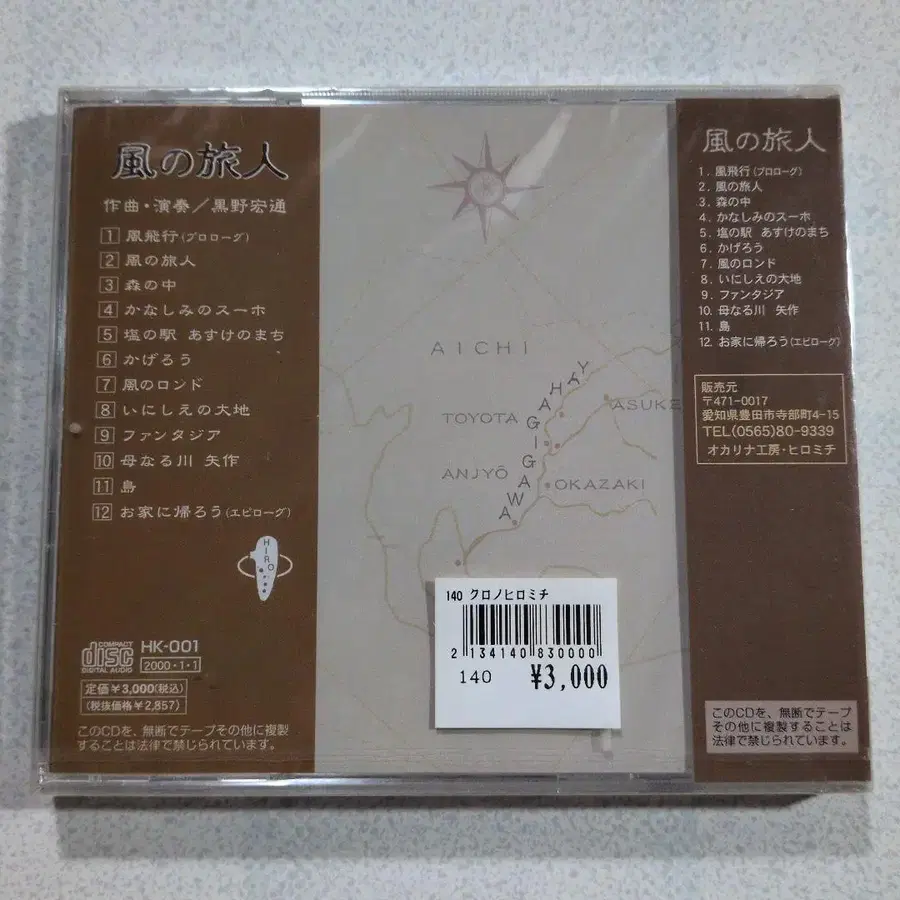 風の旅人
作曲・演奏/黒野宏通
1 風飛行(プロローグ)
2 風の旅人
3 森の中
4 かなしみのスーホ
5 塩の駅 あすけのまち
6 かげろう
7 風のロンド
8 いにしえの大地
9 ファンタジア
10 母なる川 矢作
11 島
12 お家に帰ろう(エピローグ)
HIRO
COMPACT
disc
DIGITAL AUDIO
HK-001
2000・1・1
定価¥3,000(税込)
(税抜価格¥2,857)
このCDを、無断でテープその他に複製
することは法律で禁じられています。
AICHI
TOYOTA
ANJYŌ
OKAZAKI
ASUKE
YAHAGIGAWA
140 クロノヒロミチ
2 134140 830000
140 ¥3,000
風の旅人
1. 風飛行(プロローグ)
2. 風の旅人
3. 森の中
4. かなしみのスーホ
5. 塩の駅 あすけのまち
6. かげろう
7. 風のロンド
8. いにしえの大地
9. ファンタジア
10. 母なる川 矢作
11. 島
12. お家に帰ろう(エピローグ)
販売元
〒471-0017
愛知県豊田市寺部町4-15
TEL(0565)80-9339
オカリナ工房・ヒロミチ
このCDを、無断でテープ
その他に複製することは
法律で禁じられています。